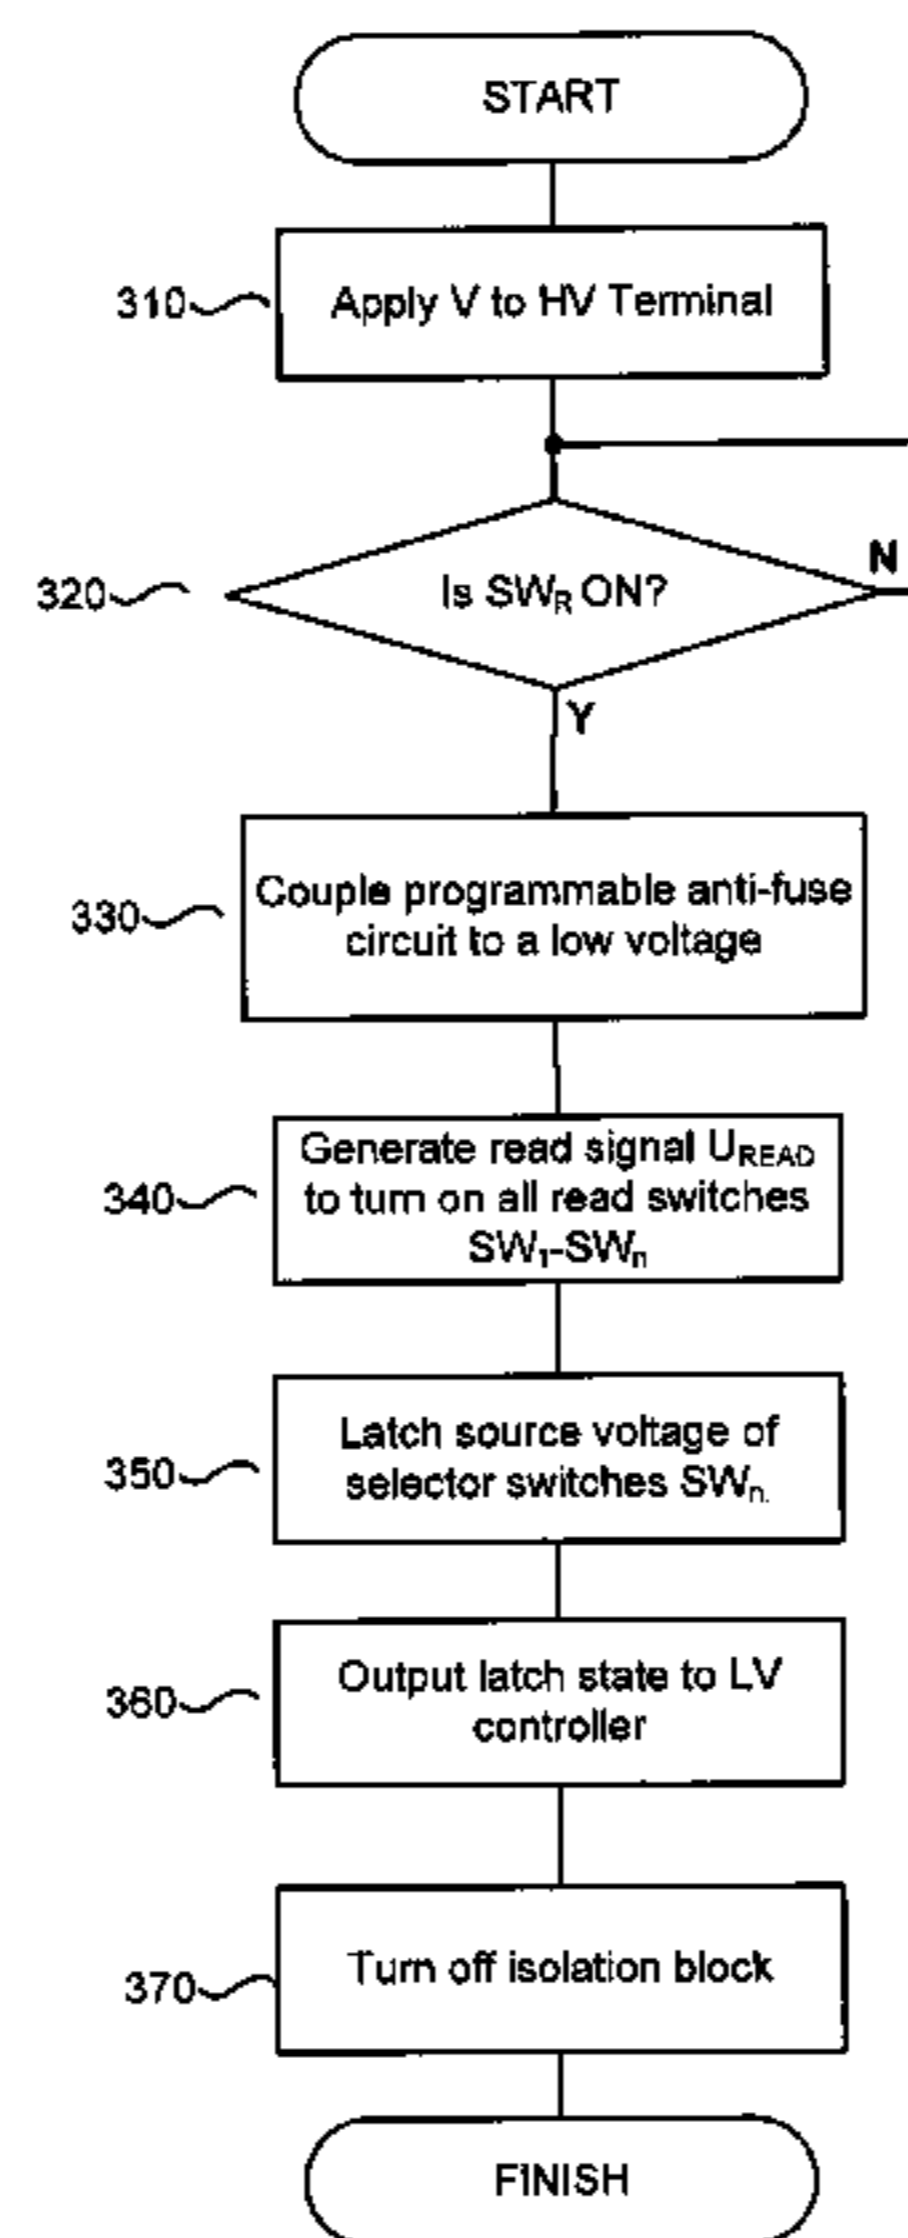 START
310
Apply V to HV Terminal
320
Is SW_R ON?
N
Y
330
Couple programmable anti-fuse
circuit to a low voltage
340
Generate read signal U_READ
to turn on all read switches
SW_1-SW_n
350
Latch source voltage of
selector switches SW_n.
360
Output latch state to LV
controller
370
Turn off isolation block
FINISH